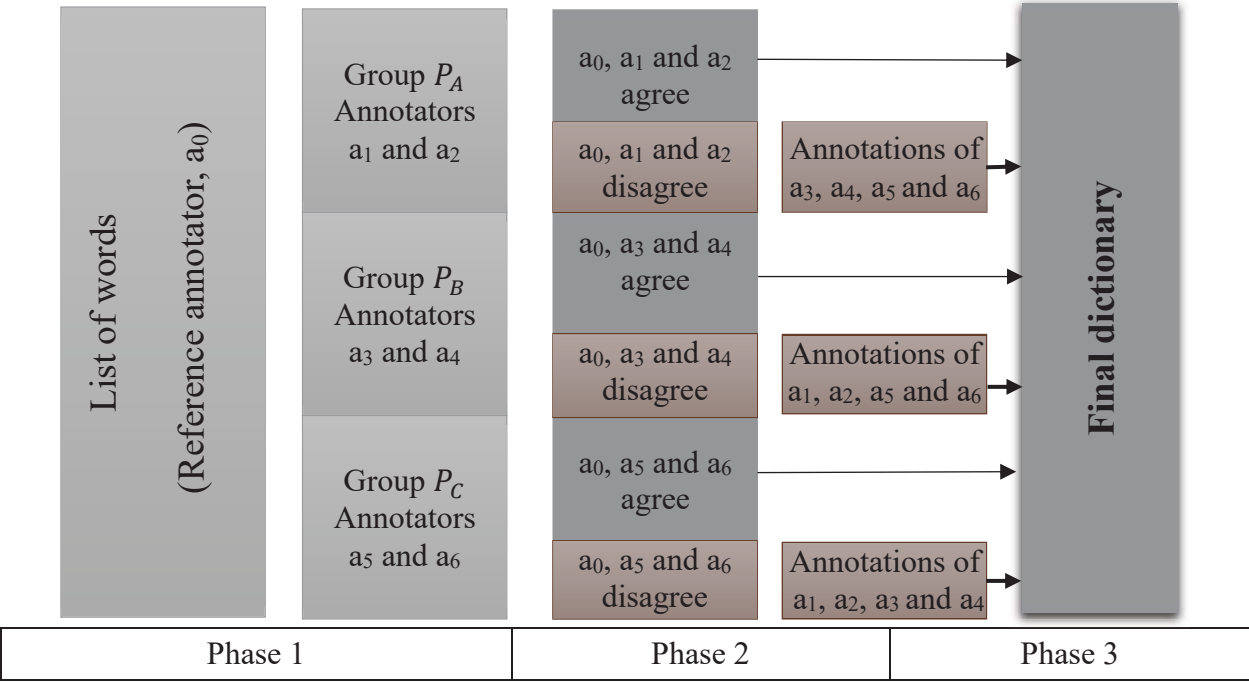 List of words
(Reference annotator, a₀)
Group P_A
Annotators
a₁ and a₂
Group P_B
Annotators
a₃ and a₄
Group P_C
Annotators
a₅ and a₆
a₀, a₁ and a₂
agree
a₀, a₁ and a₂
disagree
a₀, a₃ and a₄
agree
a₀, a₃ and a₄
disagree
a₀, a₅ and a₆
agree
a₀, a₅ and a₆
disagree
Annotations of
a₃, a₄, a₅ and a₆
Annotations of
a₁, a₂, a₅ and a₆
Annotations of
a₁, a₂, a₃ and a₄
Final dictionary
Phase 1
Phase 2
Phase 3